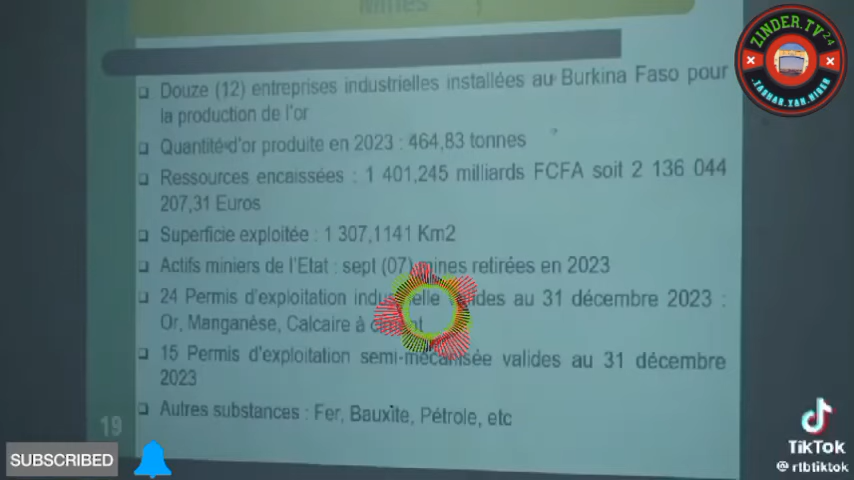 Mines
ZINDER.TV24
Douze (12) entreprises industrielles installées au Burkina Faso pour
la production de l'or
Quantité d'or produite en 2023 : 464,83 tonnes
Ressources encaissées : 1 401,245 milliards FCFA soit 2 136 044
207,31 Euros
Superficie exploitée : 1 307,1141 Km2
Actifs miniers de l'Etat : sept (07) mines retirées en 2023
24 Permis d'exploitation industrielle valides au 31 décembre 2023 :
Or, Manganèse, Calcaire à ciment
15 Permis d'exploitation semi-mécanisée valides au 31 décembre
2023
Autres substances : Fer, Bauxite, Pétrole, etc
19
SUBSCRIBED
TikTok
@rtbtiktok